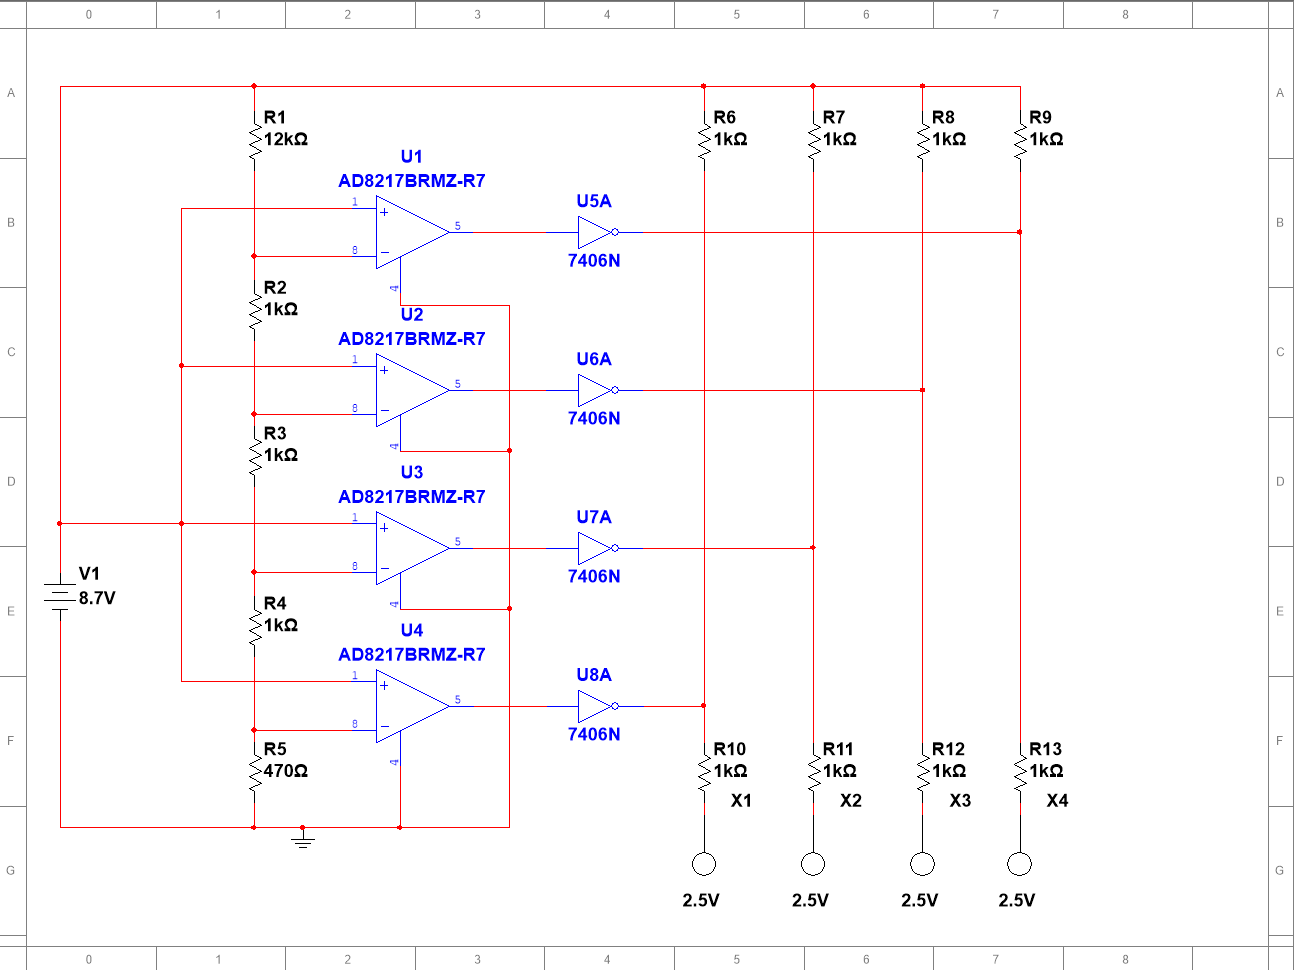 0 1 2 3 4 5 6 7 8
A A
R1 R6 R7 R8 R9
12kΩ 1kΩ 1kΩ 1kΩ 1kΩ
U1
AD8217BRMZ-R7
1 + 5
8 −
4
U5A
7406N
B B
R2
1kΩ
U2
AD8217BRMZ-R7
1 + 5
8 −
4
U6A
7406N
C C
R3
1kΩ
U3
AD8217BRMZ-R7
1 + 5
8 −
4
U7A
7406N
D D
V1
8.7V
R4
1kΩ
E E
U4
AD8217BRMZ-R7
1 + 5
8 −
4
U8A
7406N
F F
R5
470Ω
R10 R11 R12 R13
1kΩ 1kΩ 1kΩ 1kΩ
X1 X2 X3 X4
G G
2.5V 2.5V 2.5V 2.5V
0 1 2 3 4 5 6 7 8